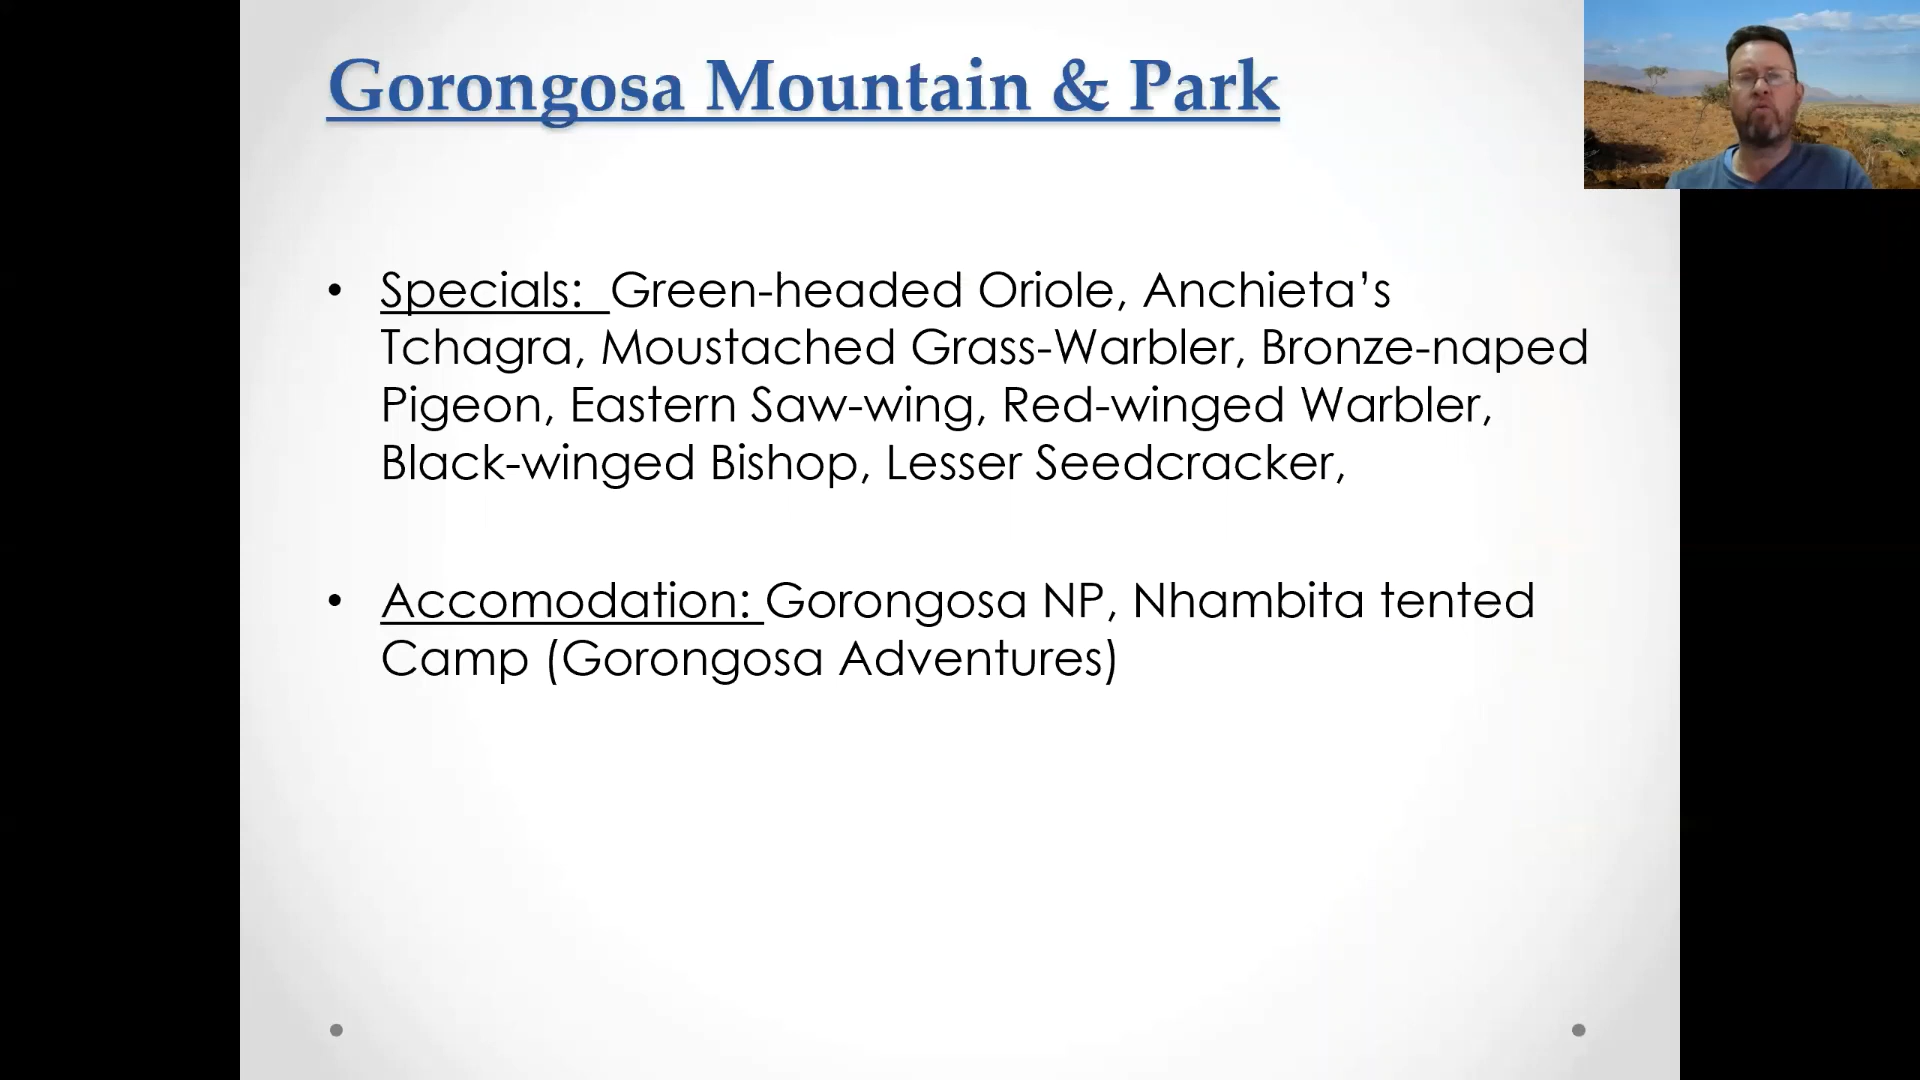 Gorongosa Mountain & Park
• Specials: Green-headed Oriole, Anchieta’s
Tchagra, Moustached Grass-Warbler, Bronze-naped
Pigeon, Eastern Saw-wing, Red-winged Warbler,
Black-winged Bishop, Lesser Seedcracker,
• Accomodation: Gorongosa NP, Nhambita tented
Camp (Gorongosa Adventures)